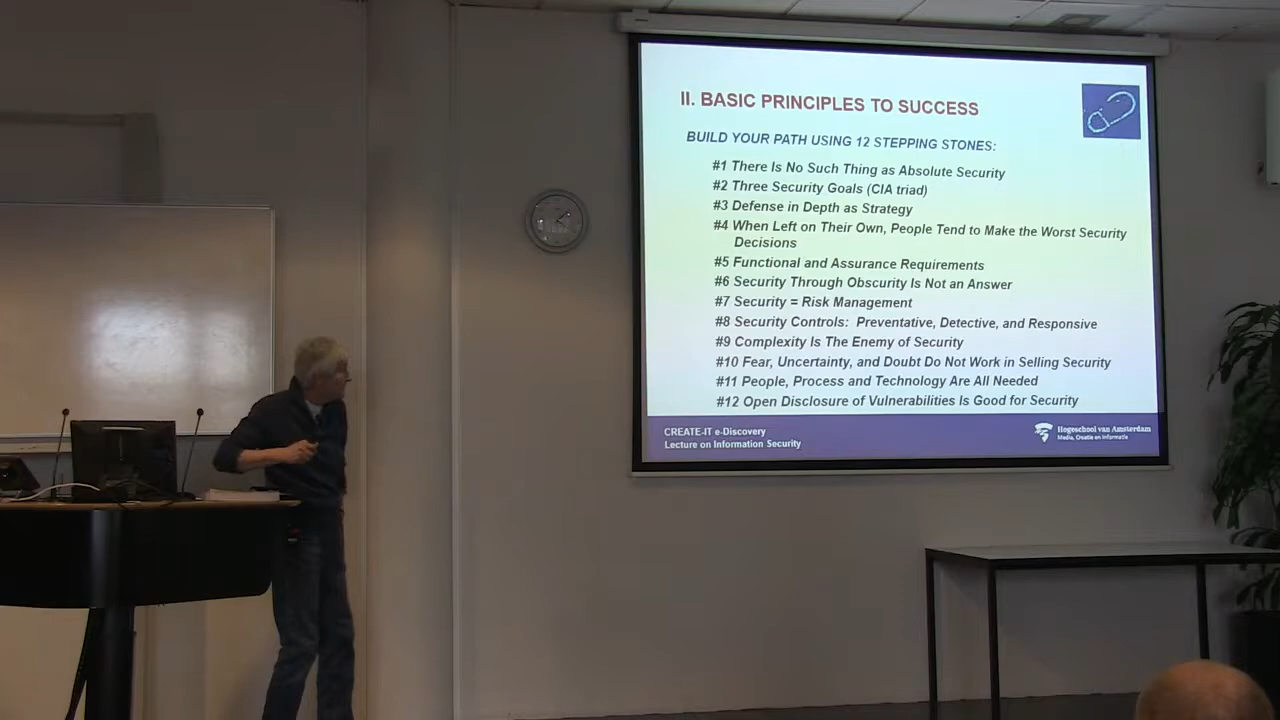 II. BASIC PRINCIPLES TO SUCCESS
BUILD YOUR PATH USING 12 STEPPING STONES:
#1 There Is No Such Thing as Absolute Security
#2 Three Security Goals (CIA triad)
#3 Defense in Depth as Strategy
#4 When Left on Their Own, People Tend to Make the Worst Security
Decisions
#5 Functional and Assurance Requirements
#6 Security Through Obscurity Is Not an Answer
#7 Security = Risk Management
#8 Security Controls: Preventative, Detective, and Responsive
#9 Complexity Is The Enemy of Security
#10 Fear, Uncertainty, and Doubt Do Not Work in Selling Security
#11 People, Process and Technology Are All Needed
#12 Open Disclosure of Vulnerabilities Is Good for Security
CREATE-IT e-Discovery
Lecture on Information Security
Hogeschool van Amsterdam
Media, Creatie en Informatie